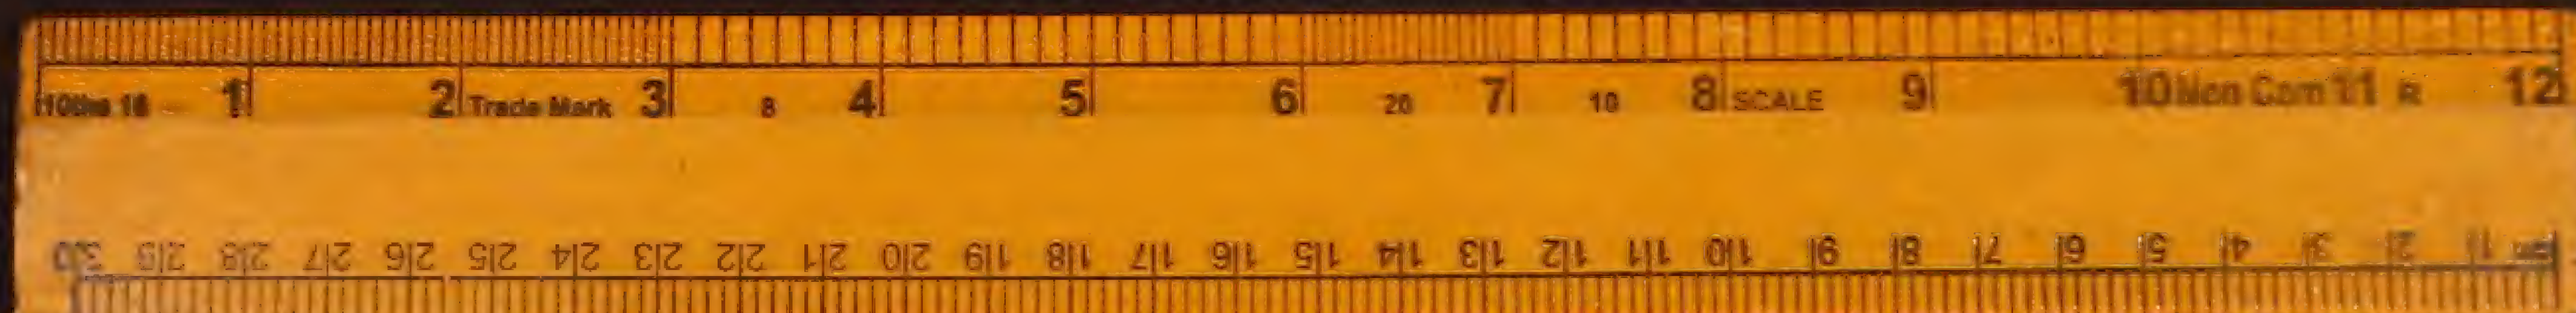 10ths 16 1 2 Trade Mark 3 8 4 5 6 20 7 10 8 SCALE 9 10 Non Com 11 R 12
30 29 28 27 26 25 24 23 22 21 20 19 18 17 16 15 14 13 12 11 10 9 8 7 6 5 4 3 2 1 cm